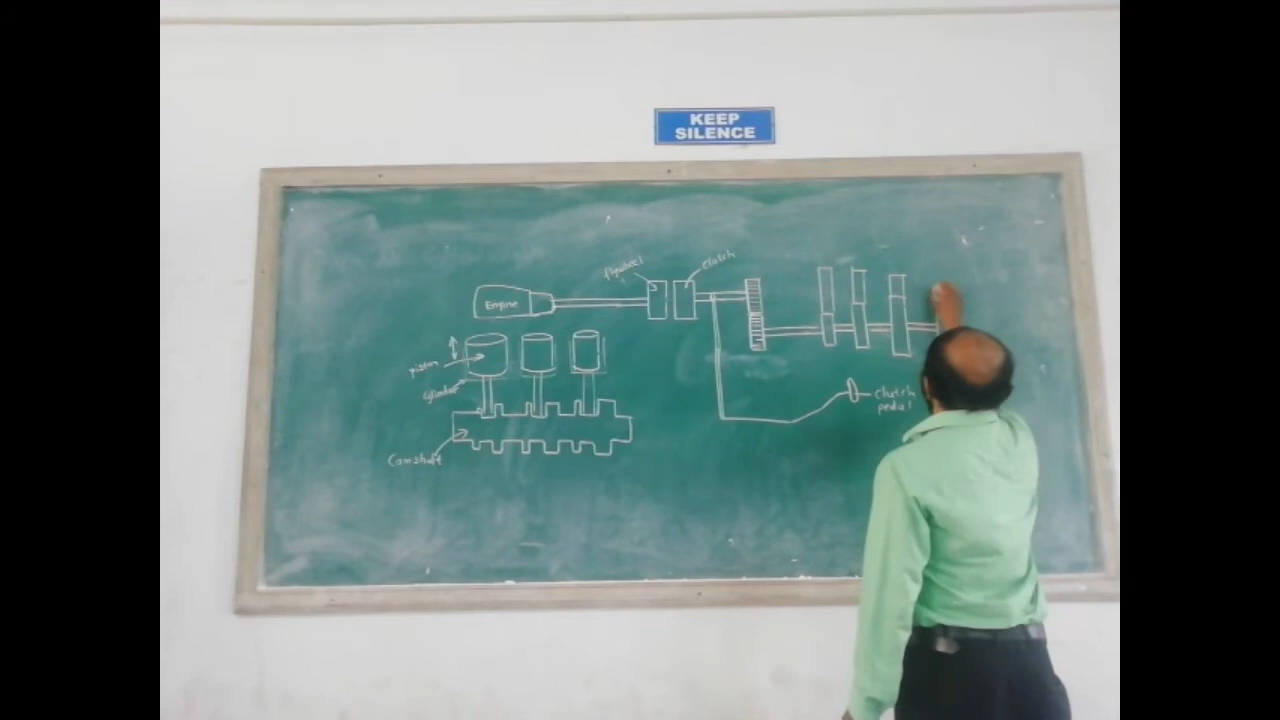 KEEP
SILENCE
flywheel
clutch
Engine
piston
cylinder
Camshaft
Clutch
pedal